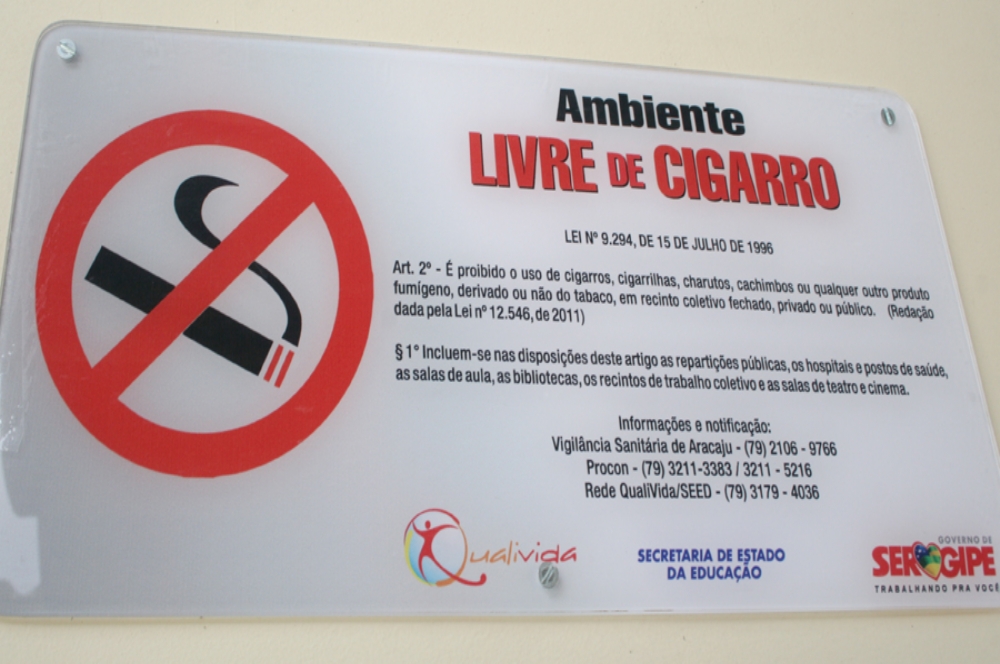 Ambiente
LIVRE DE CIGARRO
LEI Nº 9.294, DE 15 DE JULHO DE 1996
Art. 2º - É proibido o uso de cigarros, cigarrilhas, charutos, cachimbos ou qualquer outro produto
fumígeno, derivado ou não do tabaco, em recinto coletivo fechado, privado ou público. (Redação
dada pela Lei nº 12.546, de 2011)
§ 1° Incluem-se nas disposições deste artigo as repartições públicas, os hospitais e postos de saúde,
as salas de aula, as bibliotecas, os recintos de trabalho coletivo e as salas de teatro e cinema.
Informações e notificação:
Vigilância Sanitária de Aracaju - (79) 2106 - 9766
Procon - (79) 3211-3383 / 3211 - 5216
Rede QualiVida/SEED - (79) 3179 - 4036
Qualivida
SECRETARIA DE ESTADO
DA EDUCAÇÃO
GOVERNO DE
SERGIPE
TRABALHANDO PRA VOCÊ